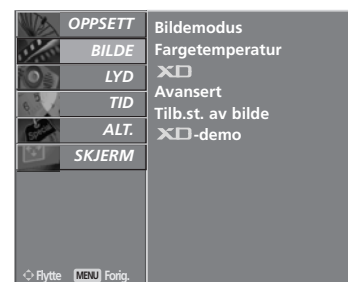 OPPSETT
BILDE
LYD
TID
ALT.
SKJERM
Bildemodus
Fargetemperatur
XD
Avansert
Tilb.st. av bilde
XD-demo
Flytte MENU Forig.